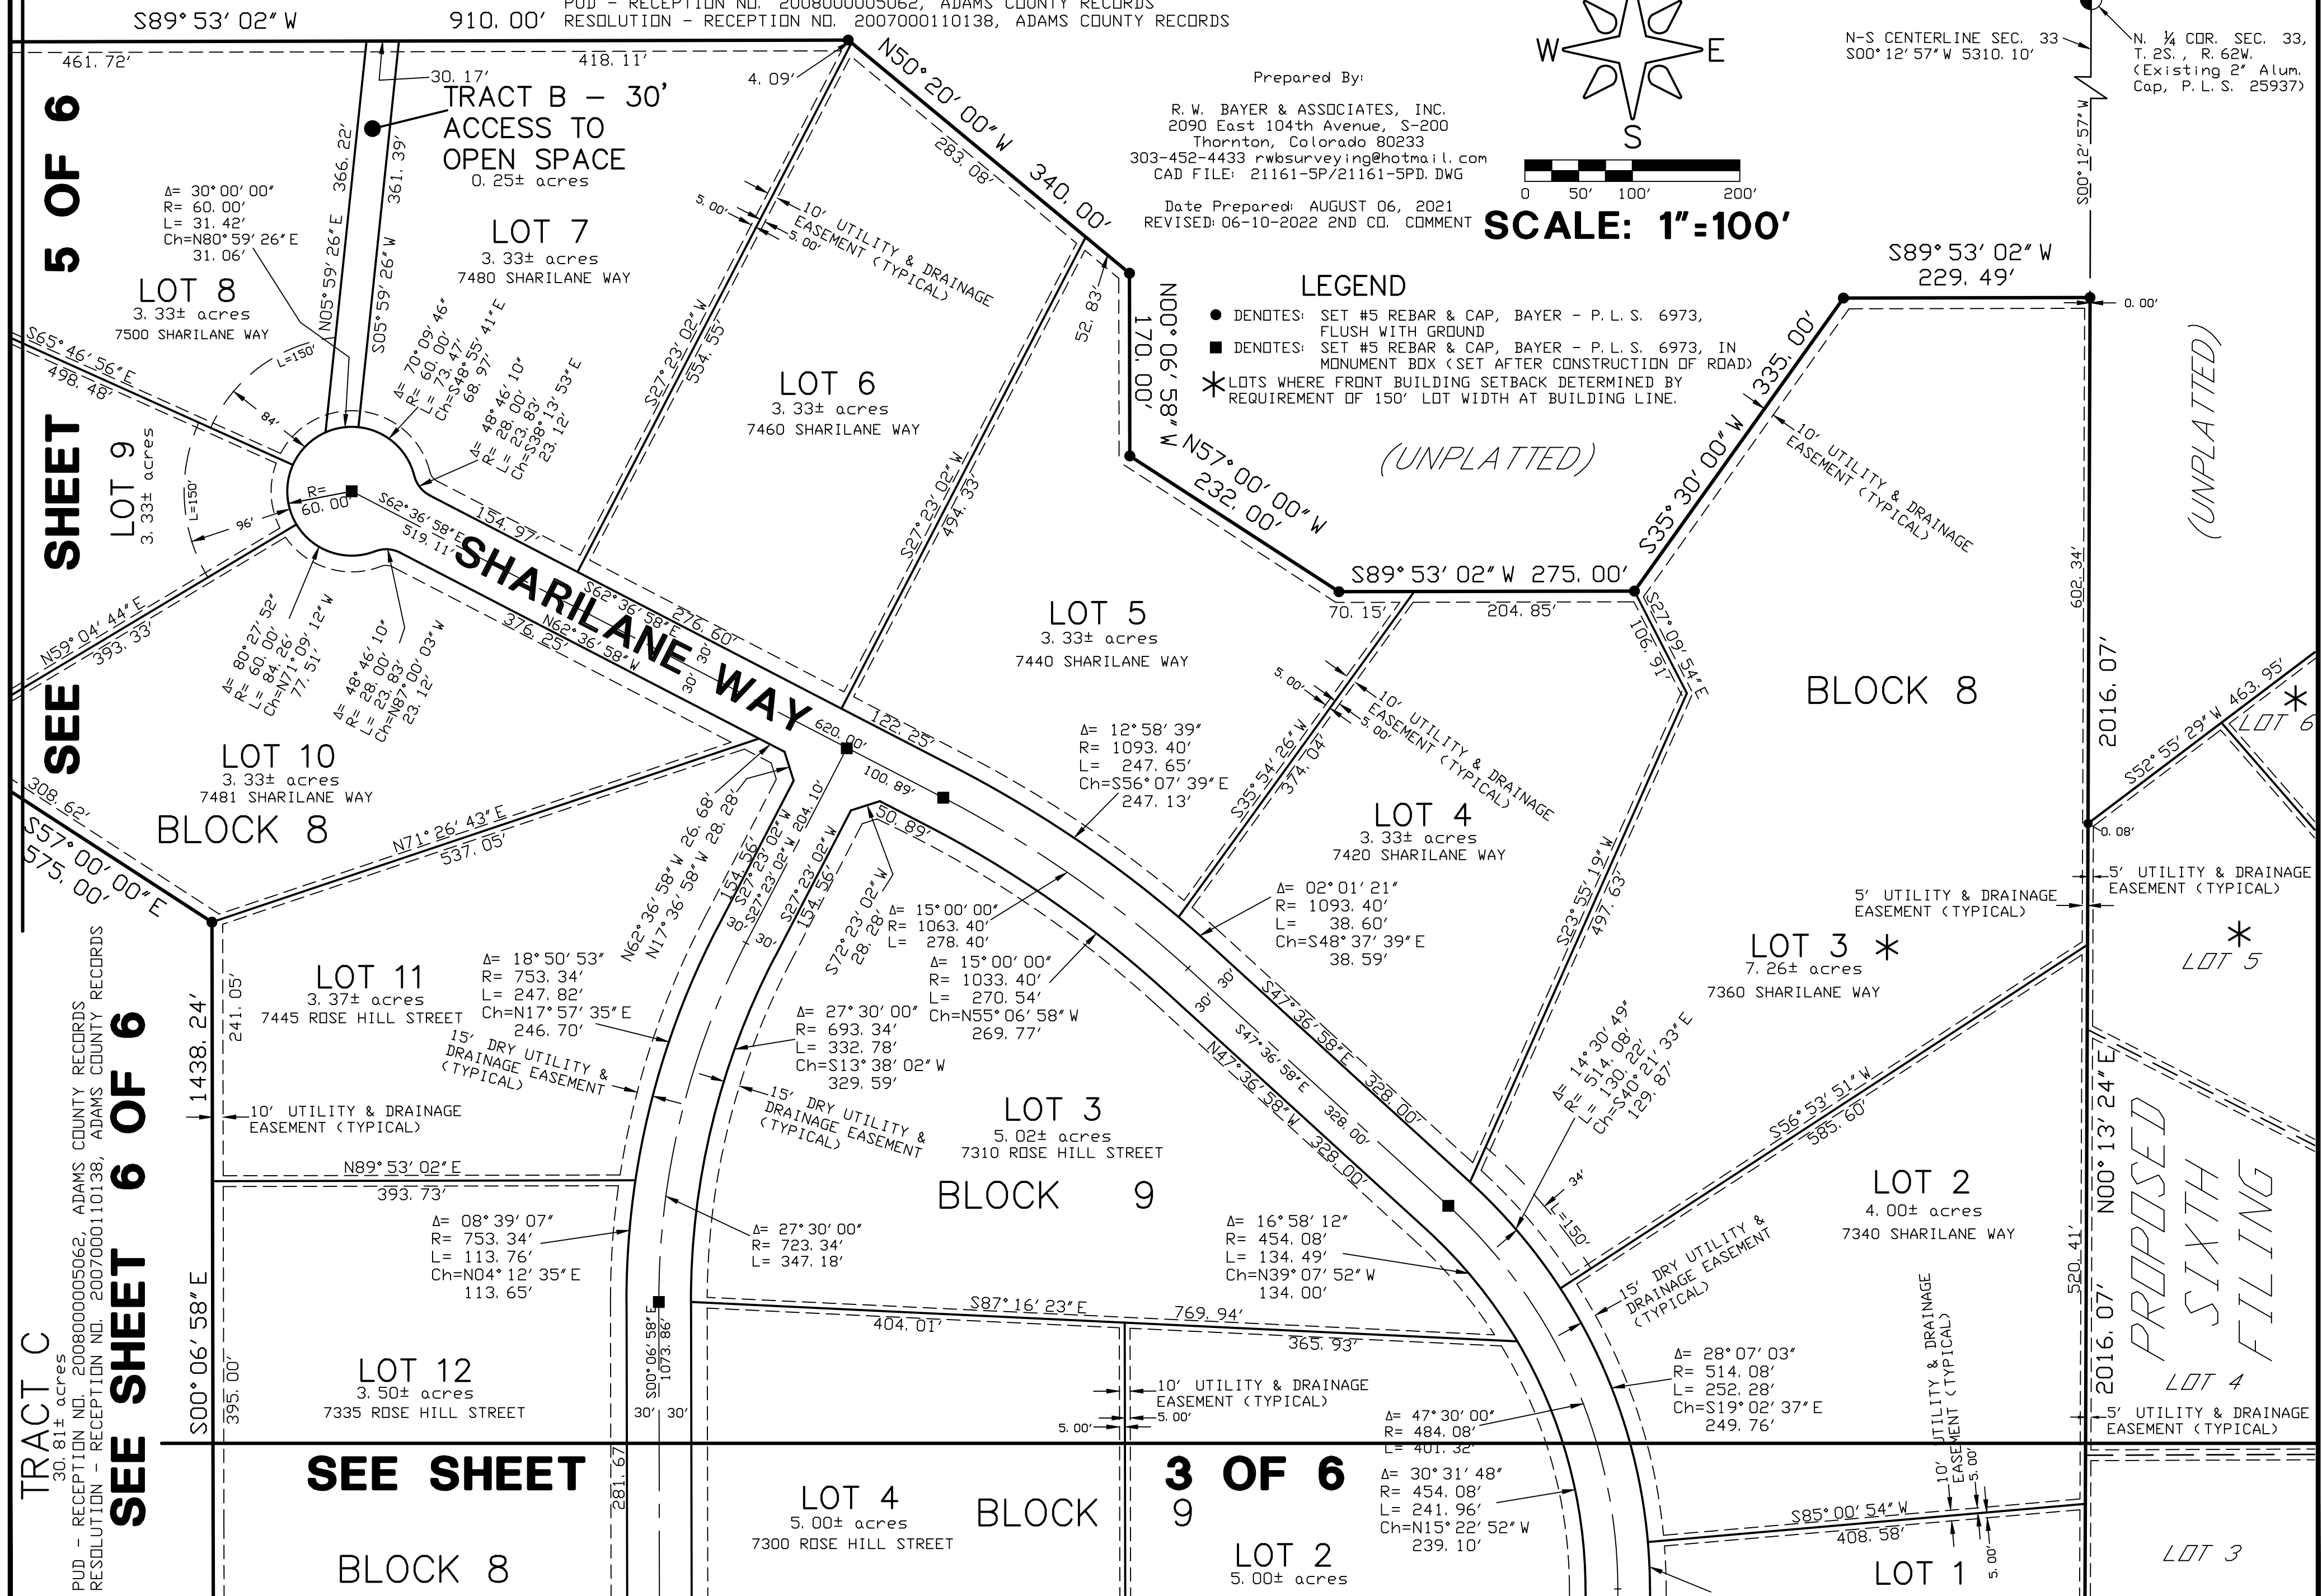 PUD - RECEPTION NO. 2008000005062, ADAMS COUNTY RECORDS
RESOLUTION - RECEPTION NO. 2007000110138, ADAMS COUNTY RECORDS
S89°53'02"W 910.00'
461.72'
30.17'
418.11'
4.09'
TRACT B - 30'
ACCESS TO
OPEN SPACE
0.25± acres
N50°20'00"W 340.00'
283.08'
52.83'
Prepared By:
R. W. BAYER & ASSOCIATES, INC.
2090 East 104th Avenue, S-200
Thornton, Colorado 80233
303-452-4433 rwbsurveying@hotmail.com
CAD FILE: 21161-5P/21161-5PD.DWG
Date Prepared: AUGUST 06, 2021
REVISED: 06-10-2022 2ND CO. COMMENT
W E
S
0 50' 100' 200'
SCALE: 1"=100'
N-S CENTERLINE SEC. 33
S00°12'57"W 5310.10'
N. ¼ COR. SEC. 33,
T. 2S., R. 62W.
(Existing 2" Alum.
Cap, P.L.S. 25937)
S00°12'57"W
S89°53'02"W
229.49'
0.00'
LEGEND
DENOTES: SET #5 REBAR & CAP, BAYER - P.L.S. 6973,
FLUSH WITH GROUND
DENOTES: SET #5 REBAR & CAP, BAYER - P.L.S. 6973, IN
MONUMENT BOX (SET AFTER CONSTRUCTION OF ROAD)
LOTS WHERE FRONT BUILDING SETBACK DETERMINED BY
REQUIREMENT OF 150' LOT WIDTH AT BUILDING LINE.
(UNPLATTED)
(UNPLATTED)
SEE SHEET 5 OF 6
Δ= 30°00'00"
R= 60.00'
L= 31.42'
Ch=N80°59'26"E
31.06'
N05°59'26"E 366.22'
S05°59'26"W 361.39'
LOT 8
3.33± acres
7500 SHARILANE WAY
LOT 7
3.33± acres
7480 SHARILANE WAY
Δ= 70°09'46"
R= 60.00'
L= 73.47'
Ch=S48°55'41"E
68.97'
Δ= 48°46'10"
R= 28.00'
L= 23.83'
Ch=S38°13'53"E
23.12'
5.00'
5.00'
10' UTILITY & DRAINAGE
EASEMENT (TYPICAL)
S27°23'02"W
554.55'
LOT 6
3.33± acres
7460 SHARILANE WAY
S27°23'02"W
494.33'
N00°06'58"W
170.00'
N57°00'00"W
232.00'
S89°53'02"W 275.00'
70.15'
204.85'
S35°30'00"W 335.00'
10' UTILITY & DRAINAGE
EASEMENT (TYPICAL)
602.34'
2016.07'
S65°46'56"E
498.48'
L=150'
84'
L=150'
96'
R=
60.00'
LOT 9
3.33± acres
N59°04'44"E
393.33'
S62°36'58"E
519.11'
154.97'
SHARILANE WAY
S62°36'58"E
276.60'
N62°36'58"W
376.25'
30'
30'
620.00'
122.25'
100.89'
50.89'
Δ= 80°27'52"
R= 60.00'
L= 84.26'
Ch=N71°09'12"W
77.51'
Δ= 48°46'10"
R= 28.00'
L= 23.83'
Ch=N87°00'03"W
23.12'
LOT 10
3.33± acres
7481 SHARILANE WAY
BLOCK 8
308.62'
S57°00'00"E
575.00'
N71°26'43"E
537.05'
N62°36'58"W 26.68'
N17°36'58"W 28.28'
154.56'
S27°23'02"W
S27°23'02"W 204.10'
S27°23'02"W
154.56'
30'
30'
S72°23'02"W
28.28'
LOT 5
3.33± acres
7440 SHARILANE WAY
Δ= 12°58'39"
R= 1093.40'
L= 247.65'
Ch=S56°07'39"E
247.13'
5.00'
5.00'
10' UTILITY & DRAINAGE
EASEMENT (TYPICAL)
S35°54'26"W
374.04'
LOT 4
3.33± acres
7420 SHARILANE WAY
Δ= 02°01'21"
R= 1093.40'
L= 38.60'
Ch=S48°37'39"E
38.59'
S27°09'54"E
106.91'
BLOCK 8
S23°55'19"W
497.63'
LOT 3
7.26± acres
7360 SHARILANE WAY
5' UTILITY & DRAINAGE
EASEMENT (TYPICAL)
S52°55'29"W 463.95'
LOT 6
0.08'
5' UTILITY & DRAINAGE
EASEMENT (TYPICAL)
LOT 5
Δ= 15°00'00"
R= 1063.40'
L= 278.40'
Δ= 15°00'00"
R= 1033.40'
L= 270.54'
Ch=N55°06'58"W
269.77'
LOT 11
3.37± acres
7445 ROSE HILL STREET
Δ= 18°50'53"
R= 753.34'
L= 247.82'
Ch=N17°57'35"E
246.70'
15' DRY UTILITY &
DRAINAGE EASEMENT
(TYPICAL)
Δ= 27°30'00"
R= 693.34'
L= 332.78'
Ch=S13°38'02"W
329.59'
15' DRY UTILITY &
DRAINAGE EASEMENT
(TYPICAL)
1438.24'
241.05'
10' UTILITY & DRAINAGE
EASEMENT (TYPICAL)
N89°53'02"E
393.73'
S47°36'58"E
328.00'
S47°36'58"E
328.00'
N47°36'58"W
328.00'
30'
30'
Δ= 14°30'49"
R= 514.08'
L= 130.22'
Ch=S40°21'33"E
129.87'
34'
L=150'
S56°53'51"W
585.60'
LOT 3
5.02± acres
7310 ROSE HILL STREET
BLOCK 9
LOT 2
4.00± acres
7340 SHARILANE WAY
15' DRY UTILITY &
DRAINAGE EASEMENT
(TYPICAL)
520.41'
N00°13'24"E
2016.07'
PROPOSED
SIXTH
FILING
LOT 4
5' UTILITY & DRAINAGE
EASEMENT (TYPICAL)
Δ= 08°39'07"
R= 753.34'
L= 113.76'
Ch=N04°12'35"E
113.65'
Δ= 27°30'00"
R= 723.34'
L= 347.18'
Δ= 16°58'12"
R= 454.08'
L= 134.49'
Ch=N39°07'52"W
134.00'
S87°16'23"E 769.94'
404.01'
365.93'
S00°06'58"E
1073.86'
30'
30'
LOT 12
3.50± acres
7335 ROSE HILL STREET
S00°06'58"E
395.00'
10' UTILITY & DRAINAGE
EASEMENT (TYPICAL)
5.00'
5.00'
Δ= 28°07'03"
R= 514.08'
L= 252.28'
Ch=S19°02'37"E
249.76'
Δ= 47°30'00"
R= 484.08'
L= 401.32'
10' UTILITY & DRAINAGE
EASEMENT (TYPICAL)
5.00'
5.00'
TRACT C
30.81± acres
PUD - RECEPTION NO. 2008000005062, ADAMS COUNTY RECORDS
RESOLUTION - RECEPTION NO. 2007000110138, ADAMS COUNTY RECORDS
SEE SHEET 6 OF 6
SEE SHEET 3 OF 6
281.67'
LOT 4
5.00± acres
7300 ROSE HILL STREET
BLOCK 9
BLOCK 8
Δ= 30°31'48"
R= 454.08'
L= 241.96'
Ch=N15°22'52"W
239.10'
LOT 2
5.00± acres
S85°00'54"W
408.58'
LOT 1
LOT 3